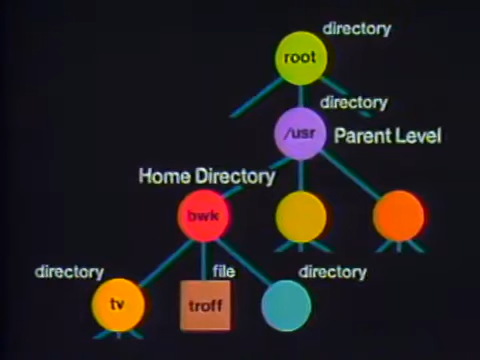 directory
root
directory
/usr
Parent Level
Home Directory
bwk
directory
file
directory
tv
troff